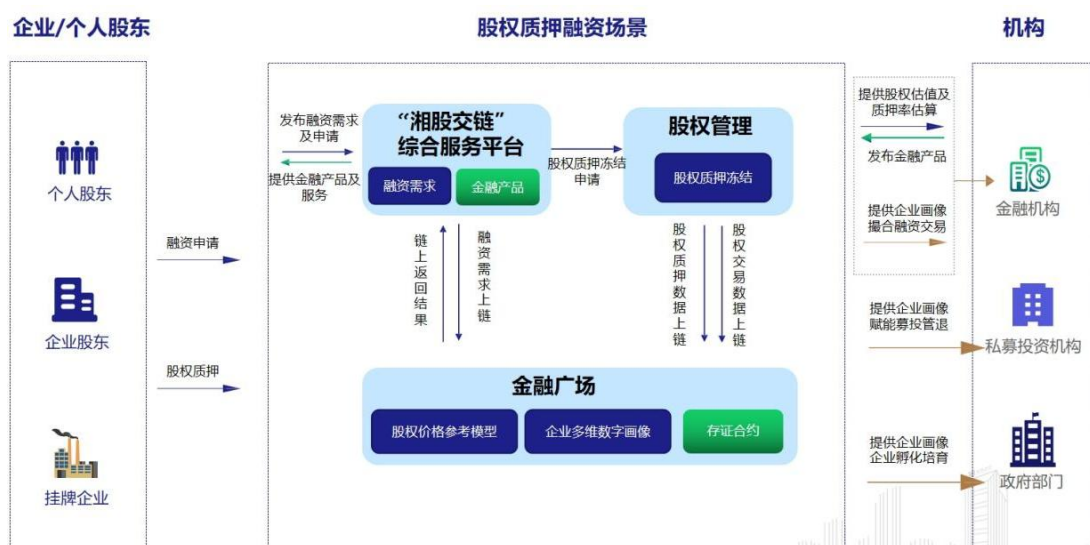 企业/个人股东
股权质押融资场景
机构
个人股东
企业股东
挂牌企业
融资申请
股权质押
发布融资需求
及申请
提供金融产品及
服务
“湘股交链”
综合服务平台
融资需求
金融产品
股权质押冻结
申请
股权管理
股权质押冻结
链上返回结果
融资需求上链
股权质押数据上链
股权交易数据上链
金融广场
股权价格参考模型
企业多维数字画像
存证合约
提供股权估值及
质押率估算
发布金融产品
提供企业画像
撮合融资交易
提供企业画像
赋能募投管退
提供企业画像
企业孵化培育
金融机构
私募投资机构
政府部门